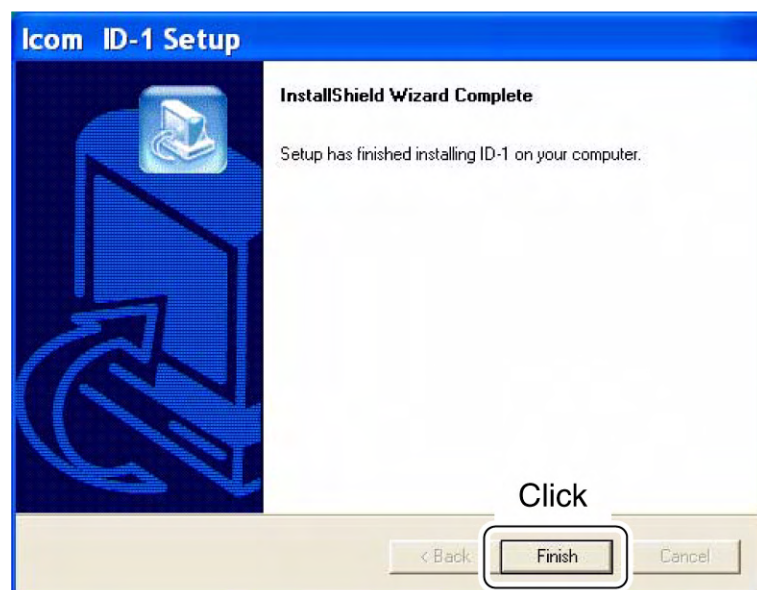 Icom ID-1 Setup
InstallShield Wizard Complete
Setup has finished installing ID-1 on your computer.
Click
< Back
Finish
Cancel